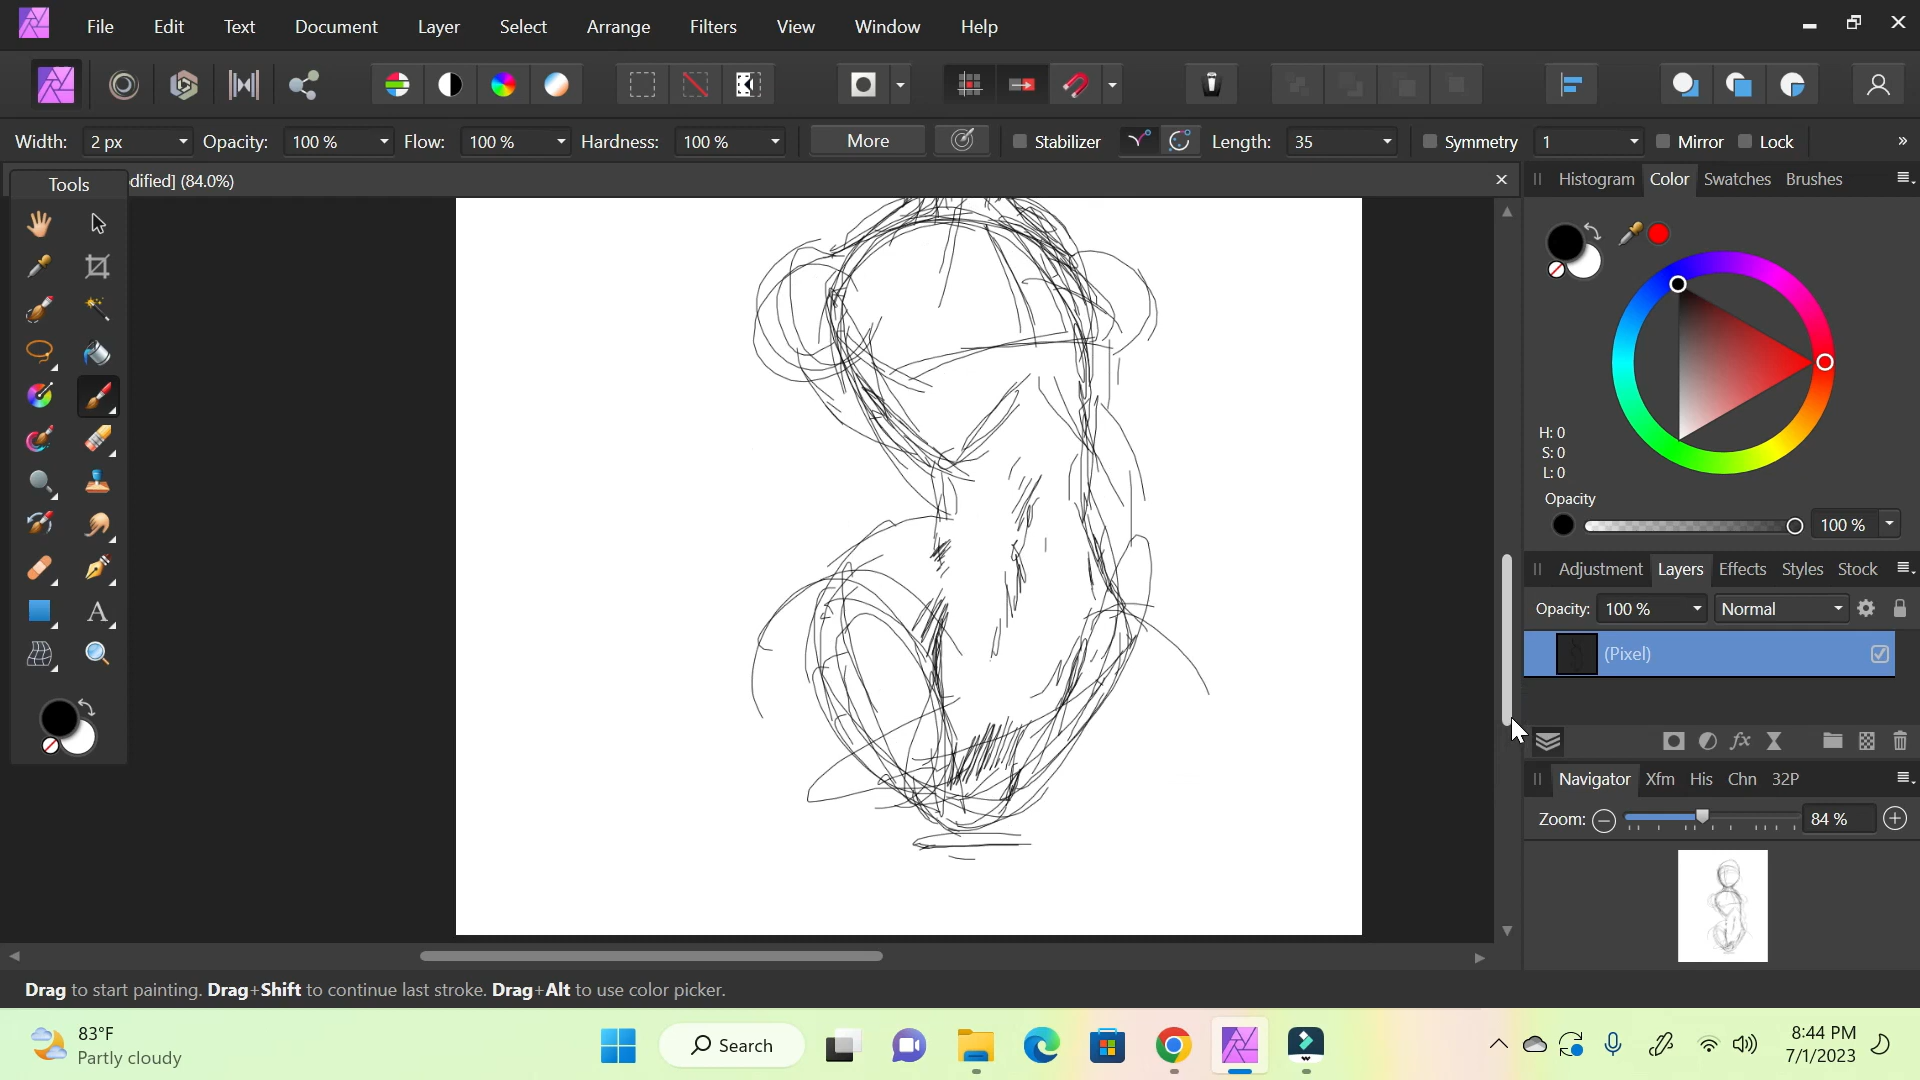 File Edit Text Document Layer Select Arrange Filters View Window Help
Width: 2 px Opacity: 100 % Flow: 100 % Hardness: 100 % More Stabilizer Length: 35 Symmetry 1 Mirror Lock »
Tools
dified] (84.0%)
Histogram Color Swatches Brushes
H: 0
S: 0
L: 0
Opacity
100 %
Adjustment Layers Effects Styles Stock
Opacity: 100 % Normal
(Pixel)
Navigator Xfm His Chn 32P
Zoom: 84 %
Drag to start painting. Drag+Shift to continue last stroke. Drag+Alt to use color picker.
83°F
Partly cloudy
Search
8:44 PM
7/1/2023